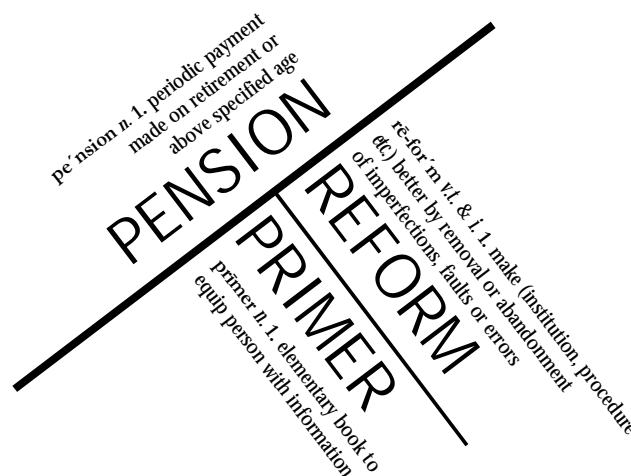 pe´nsion n. 1. periodic payment
made on retirement or
above specified age
PENSION
rē-for´m v.t. & i. 1. make (institution, procedure
etc.) better by removal or abandonment
of imperfections, faults or errors
REFORM
PRIMER
primer n. 1. elementary book to
equip person with information